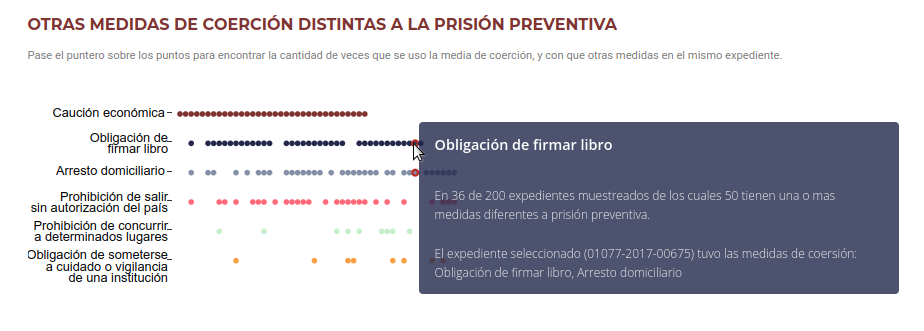 OTRAS MEDIDAS DE COERCIÓN DISTINTAS A LA PRISIÓN PREVENTIVA
Pase el puntero sobre los puntos para encontrar la cantidad de veces que se uso la media de coerción, y con que otras medidas en el mismo expediente.
Caución económica
Obligación de
firmar libro
Arresto domiciliario
Prohibición de salir
sin autorización del país
Prohibición de concurrir
a determinados lugares
Obligación de someterse
a cuidado o vigilancia
de una institución
Obligación de firmar libro
En 36 de 200 expedientes muestreados de los cuales 50 tienen una o mas
medidas diferentes a prisión preventiva.
El expediente seleccionado (01077-2017-00675) tuvo las medidas de coersión:
Obligación de firmar libro, Arresto domiciliario